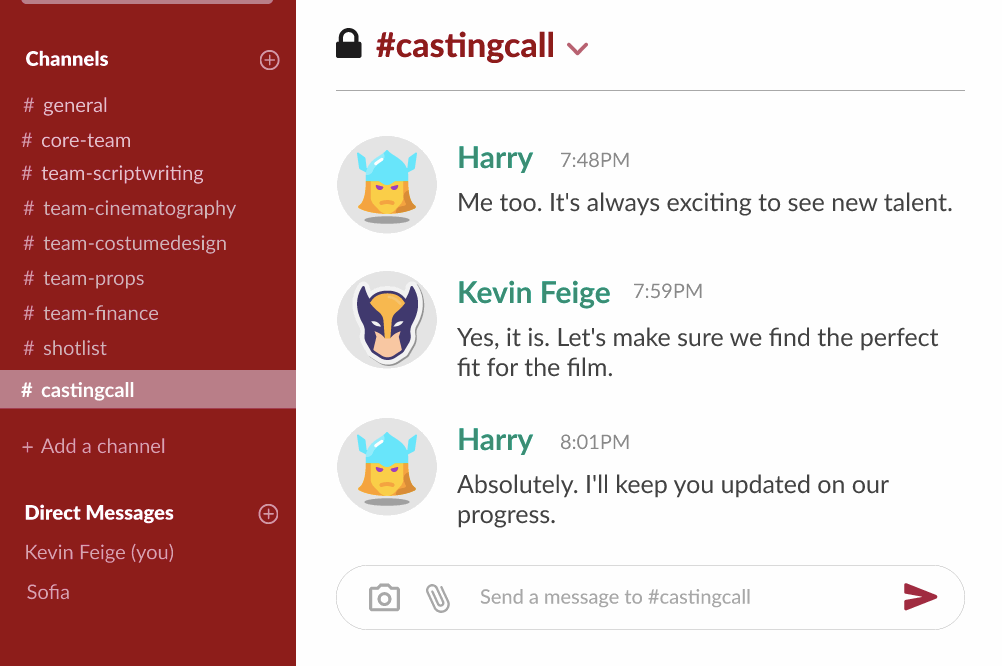 Channels
# general
# core-team
# team-scriptwriting
# team-cinematography
# team-costumedesign
# team-props
# team-finance
# shotlist
# castingcall
+ Add a channel
Direct Messages
Kevin Feige (you)
Sofia
#castingcall
Harry 7:48PM
Me too. It's always exciting to see new talent.
Kevin Feige 7:59PM
Yes, it is. Let's make sure we find the perfect
fit for the film.
Harry 8:01PM
Absolutely. I'll keep you updated on our
progress.
Send a message to #castingcall